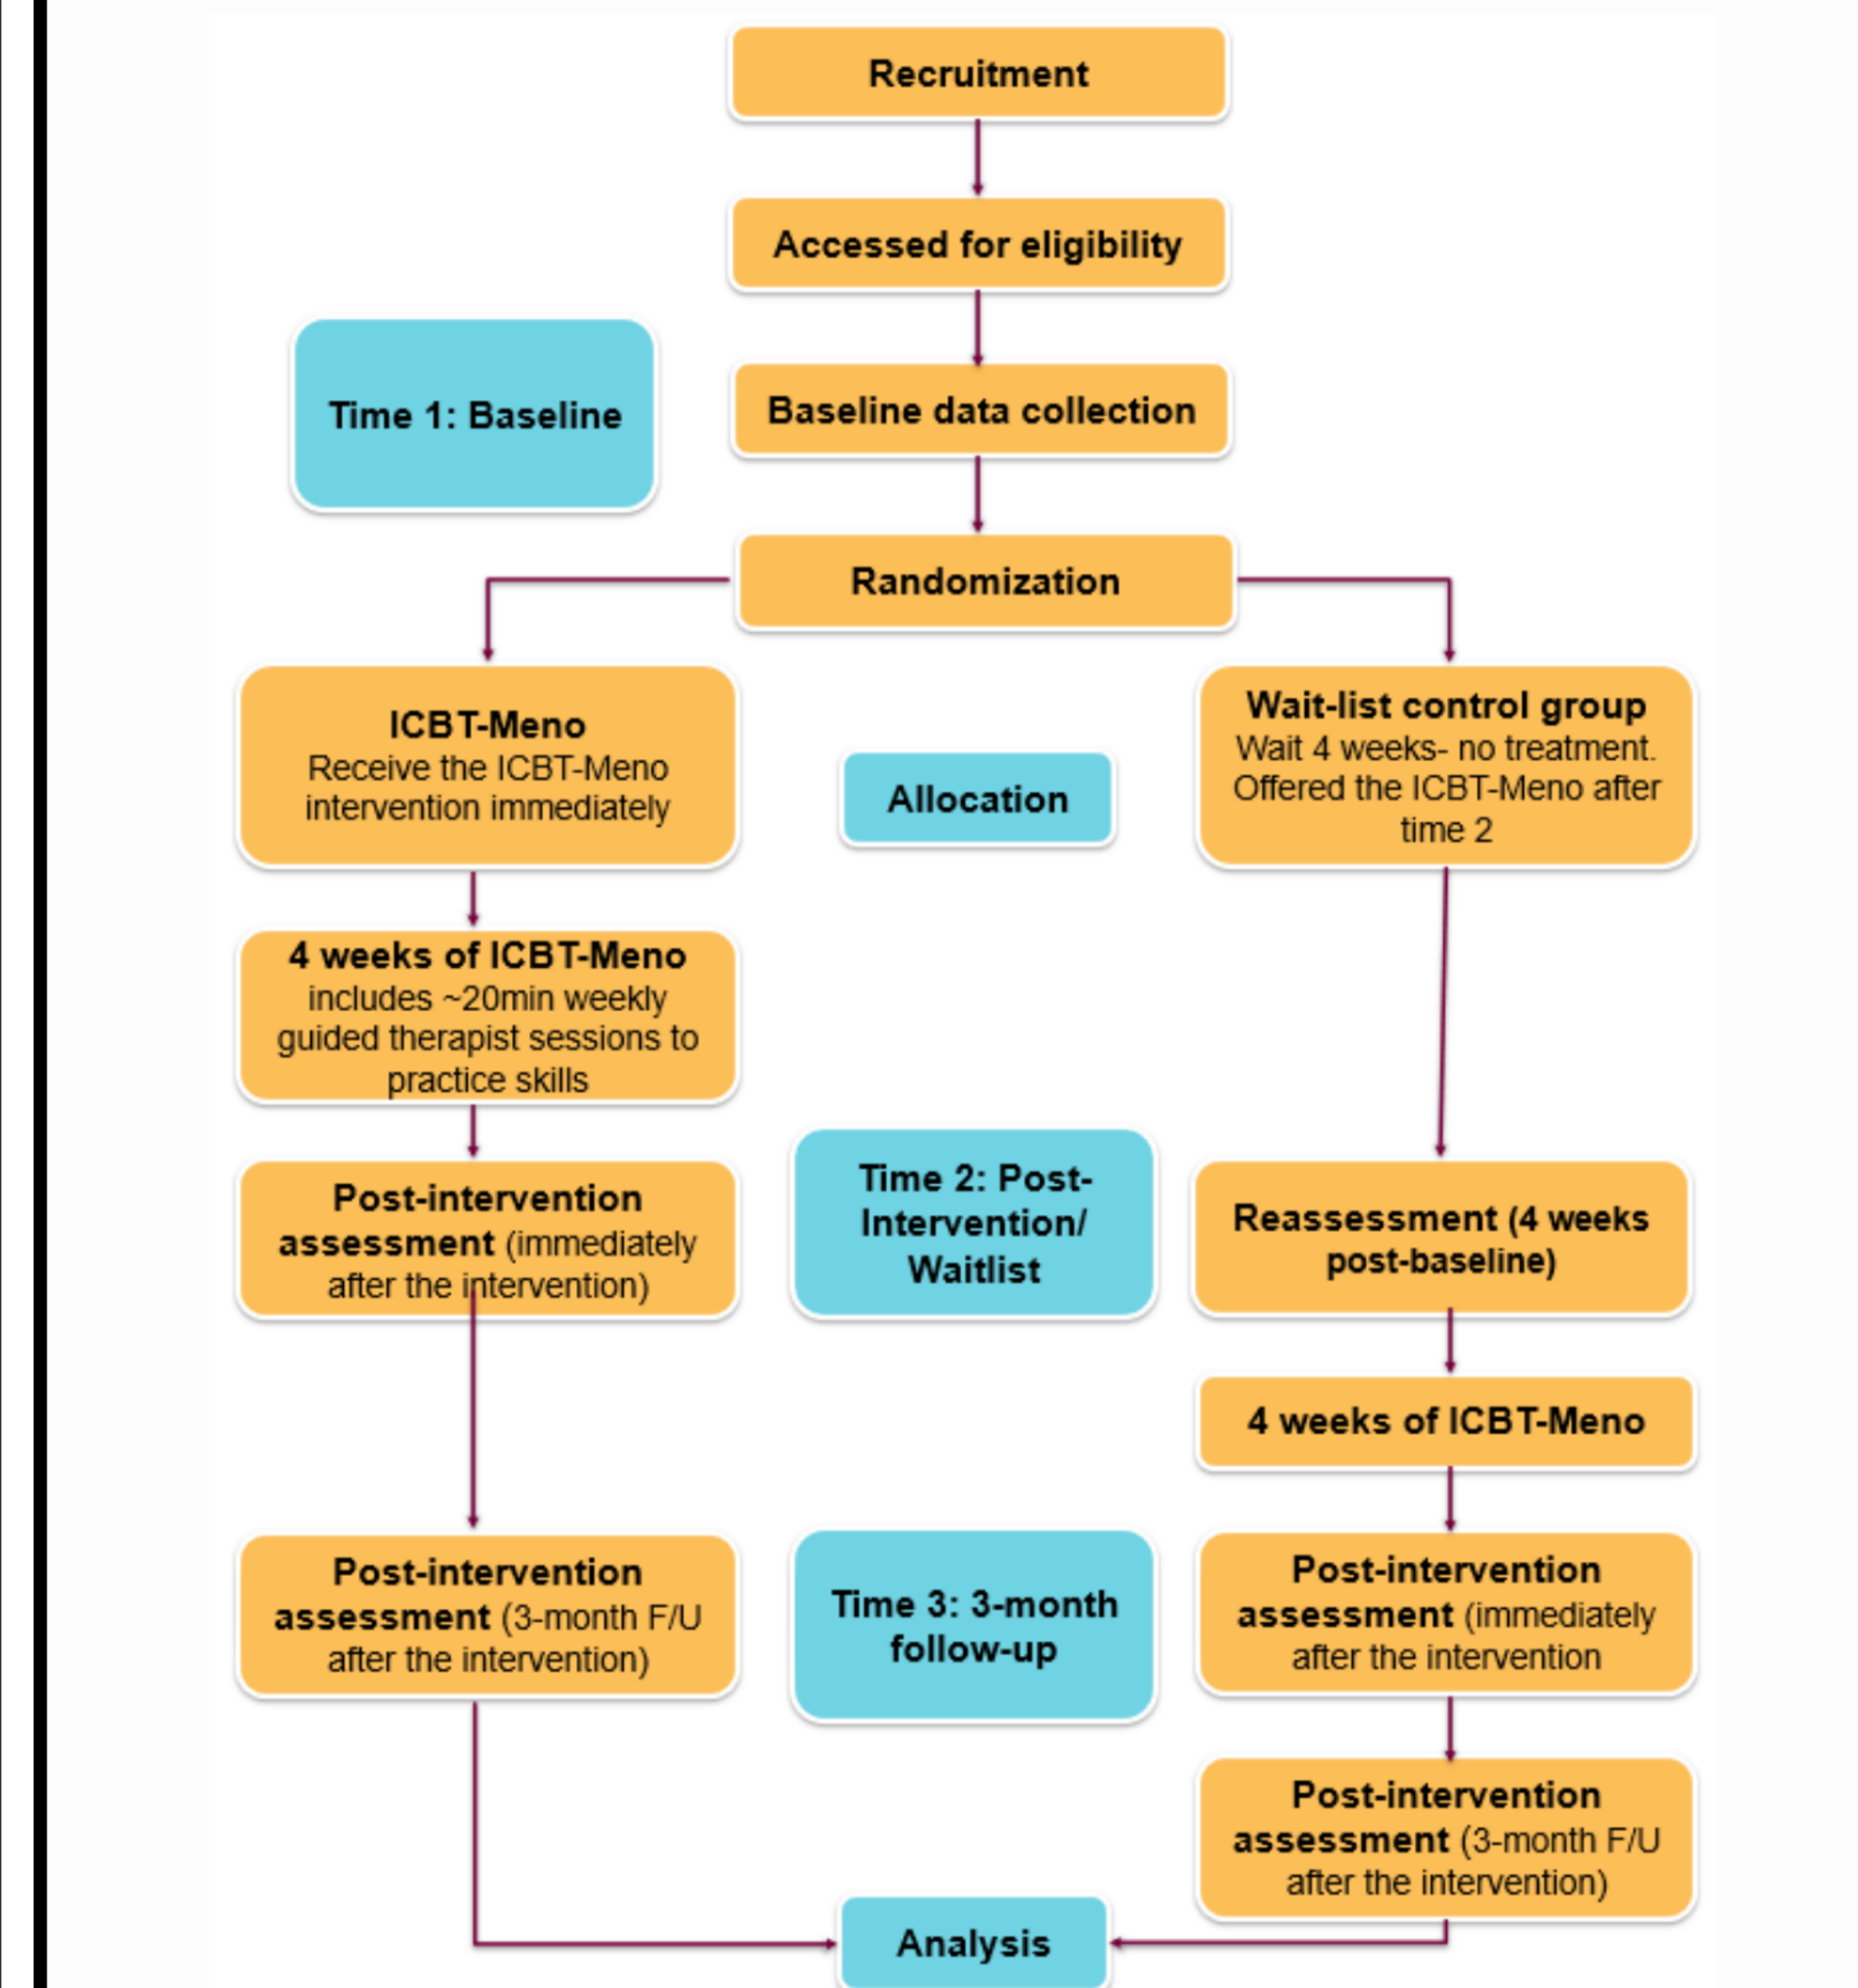 Recruitment
Accessed for eligibility
Time 1: Baseline
Baseline data collection
Randomization
ICBT-Meno
Receive the ICBT-Meno
intervention immediately
Allocation
Wait-list control group
Wait 4 weeks- no treatment.
Offered the ICBT-Meno after
time 2
4 weeks of ICBT-Meno
includes ~20min weekly
guided therapist sessions to
practice skills
Post-intervention
assessment (immediately
after the intervention)
Time 2: Post-
Intervention/
Waitlist
Reassessment (4 weeks
post-baseline)
4 weeks of ICBT-Meno
Post-intervention
assessment (3-month F/U
after the intervention)
Time 3: 3-month
follow-up
Post-intervention
assessment (immediately
after the intervention
Post-intervention
assessment (3-month F/U
after the intervention)
Analysis